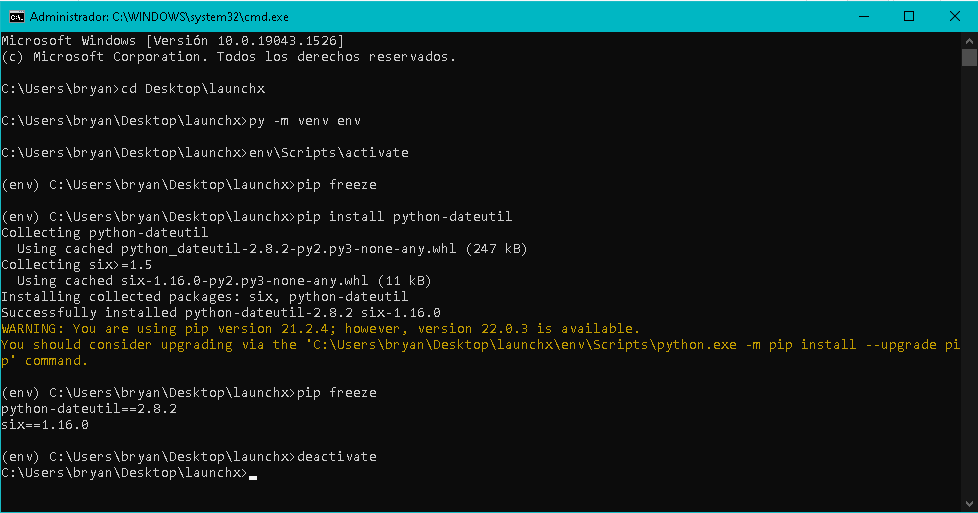 Administrador: C:\WINDOWS\system32\cmd.exe
Microsoft Windows [Versión 10.0.19043.1526]
(c) Microsoft Corporation. Todos los derechos reservados.
C:\Users\bryan>cd Desktop\launchx
C:\Users\bryan\Desktop\launchx>py -m venv env
C:\Users\bryan\Desktop\launchx>env\Scripts\activate
(env) C:\Users\bryan\Desktop\launchx>pip freeze
(env) C:\Users\bryan\Desktop\launchx>pip install python-dateutil
Collecting python-dateutil
  Using cached python_dateutil-2.8.2-py2.py3-none-any.whl (247 kB)
Collecting six>=1.5
  Using cached six-1.16.0-py2.py3-none-any.whl (11 kB)
Installing collected packages: six, python-dateutil
Successfully installed python-dateutil-2.8.2 six-1.16.0
WARNING: You are using pip version 21.2.4; however, version 22.0.3 is available.
You should consider upgrading via the 'C:\Users\bryan\Desktop\launchx\env\Scripts\python.exe -m pip install --upgrade pi
p' command.
(env) C:\Users\bryan\Desktop\launchx>pip freeze
python-dateutil==2.8.2
six==1.16.0
(env) C:\Users\bryan\Desktop\launchx>deactivate
C:\Users\bryan\Desktop\launchx>